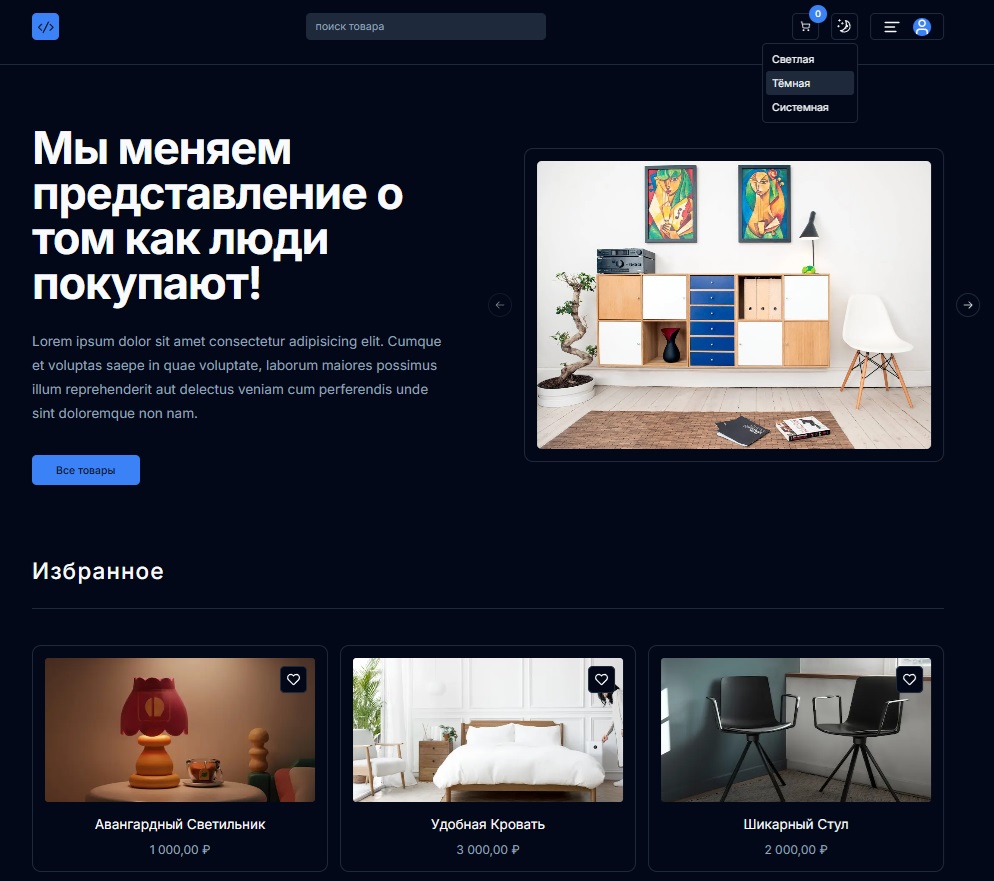 </>
поиск товара
0
Светлая
Тёмная
Системная
Мы меняем
представление о
том как люди
покупают!
Lorem ipsum dolor sit amet consectetur adipisicing elit. Cumque
et voluptas saepe in quae voluptate, laborum maiores possimus
illum reprehenderit aut delectus veniam cum perferendis unde
sint doloremque non nam.
Все товары
Избранное
Авангардный Светильник
1 000,00 ₽
Удобная Кровать
3 000,00 ₽
Шикарный Стул
2 000,00 ₽